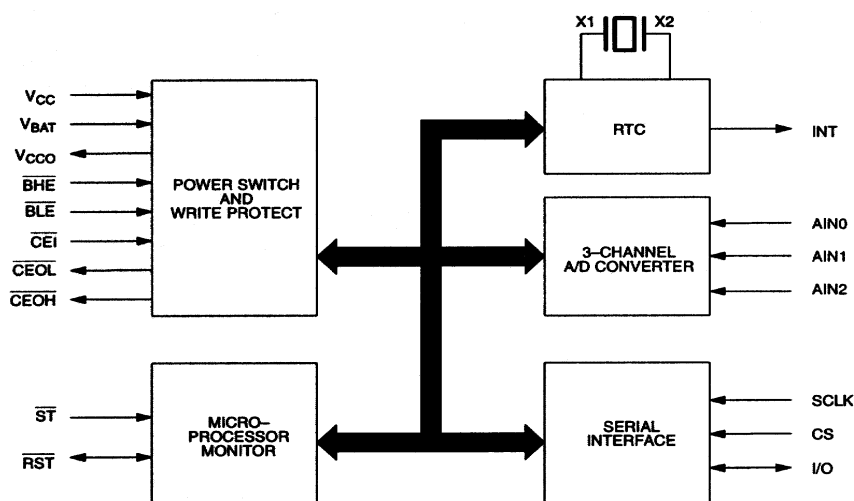 X1 X2
VCC
VBAT
VCCO
BHE
BLE
CEI
CEOL
CEOH
POWER SWITCH
AND
WRITE PROTECT
RTC
INT
3–CHANNEL
A/D CONVERTER
AIN0
AIN1
AIN2
ST
RST
MICRO–
PROCESSOR
MONITOR
SERIAL
INTERFACE
SCLK
CS
I/O